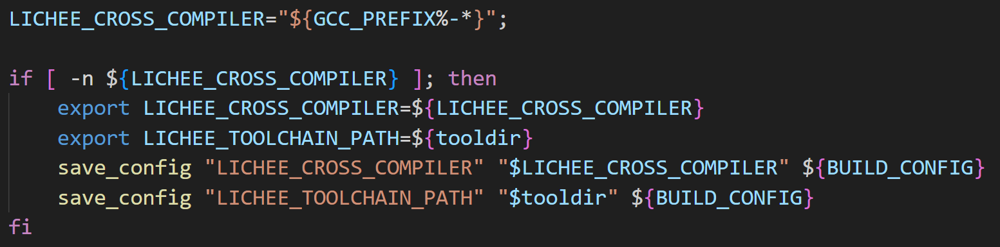 LICHEE_CROSS_COMPILER="${GCC_PREFIX%-*}";
if [ -n ${LICHEE_CROSS_COMPILER} ]; then
export LICHEE_CROSS_COMPILER=${LICHEE_CROSS_COMPILER}
export LICHEE_TOOLCHAIN_PATH=${tooldir}
save_config "LICHEE_CROSS_COMPILER" "$LICHEE_CROSS_COMPILER" ${BUILD_CONFIG}
save_config "LICHEE_TOOLCHAIN_PATH" "$tooldir" ${BUILD_CONFIG}
fi